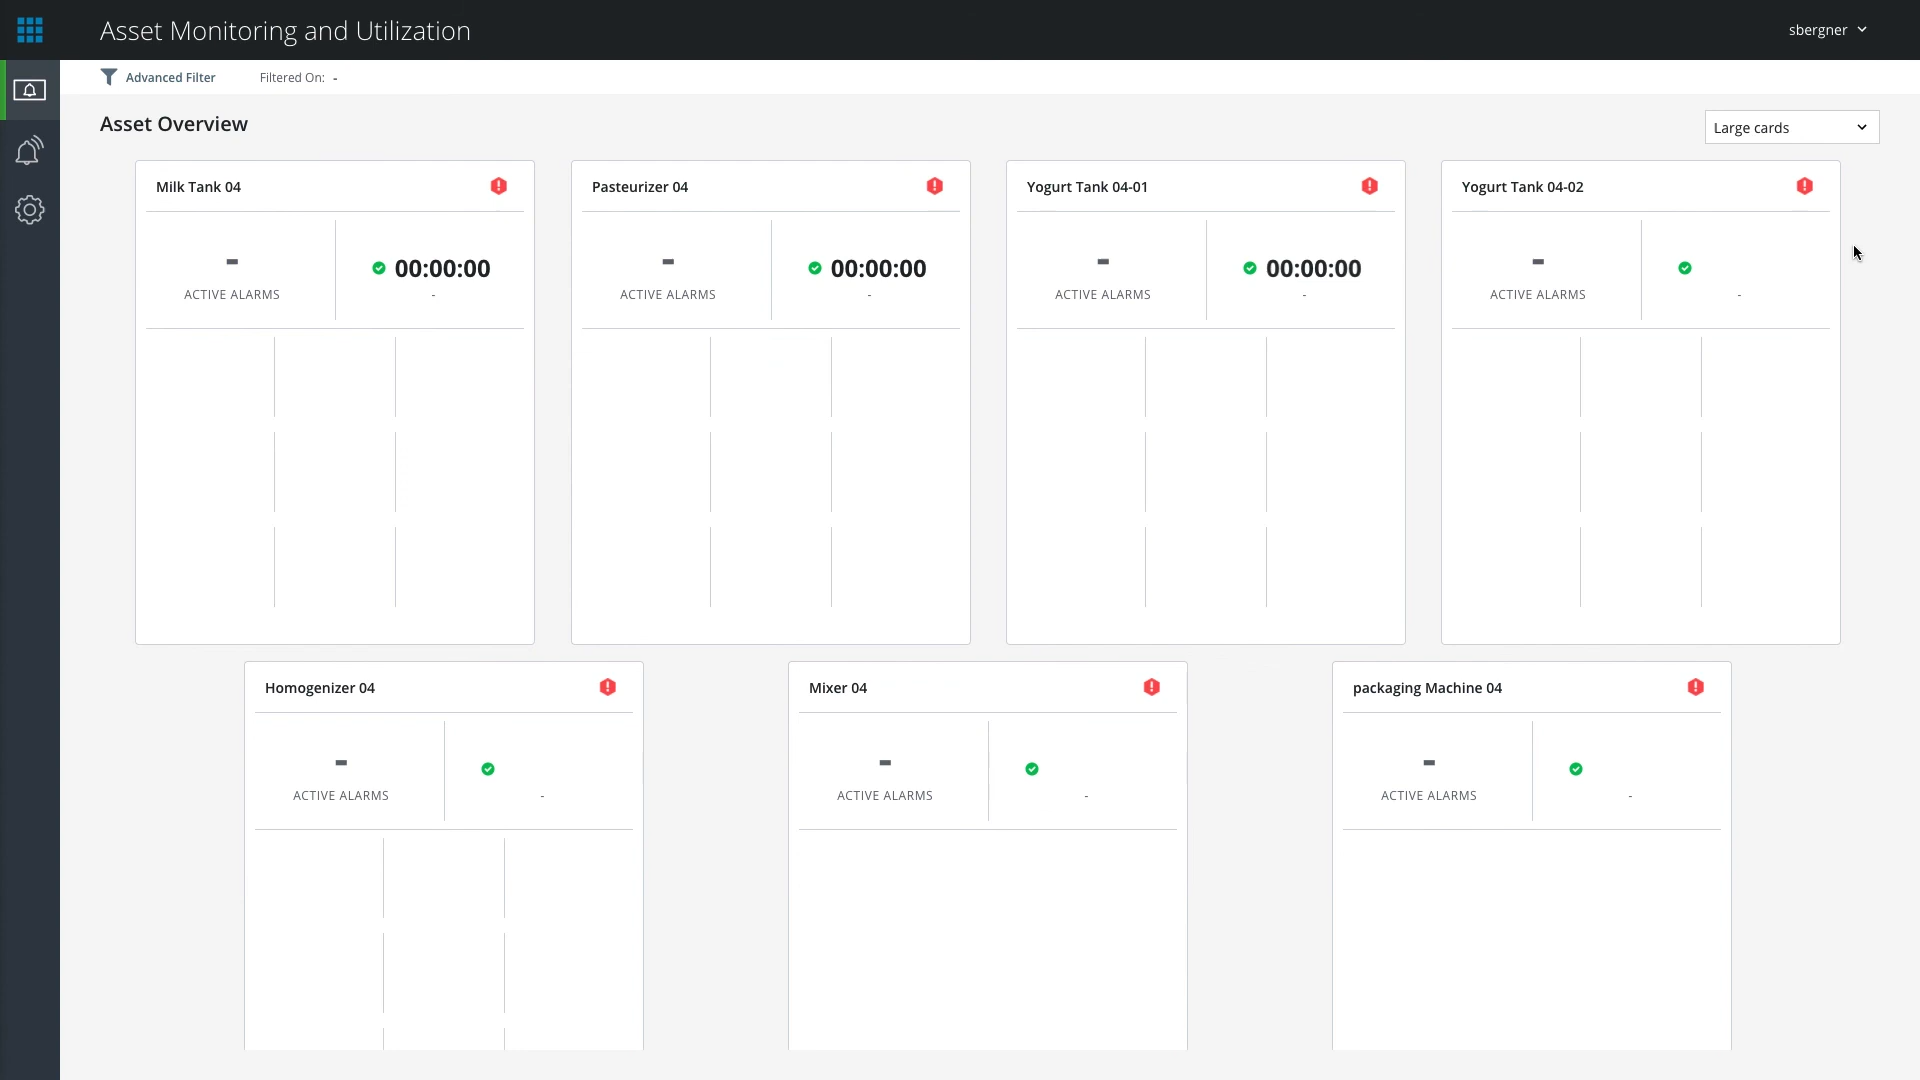 Asset Monitoring and Utilization
sbergner
Advanced Filter
Filtered On: -
Asset Overview
Large cards
Milk Tank 04
Pasteurizer 04
Yogurt Tank 04-01
Yogurt Tank 04-02
-
00:00:00
-
00:00:00
-
00:00:00
-
ACTIVE ALARMS
-
ACTIVE ALARMS
-
ACTIVE ALARMS
-
ACTIVE ALARMS
-
Homogenizer 04
Mixer 04
packaging Machine 04
-
-
-
ACTIVE ALARMS
-
ACTIVE ALARMS
-
ACTIVE ALARMS
-